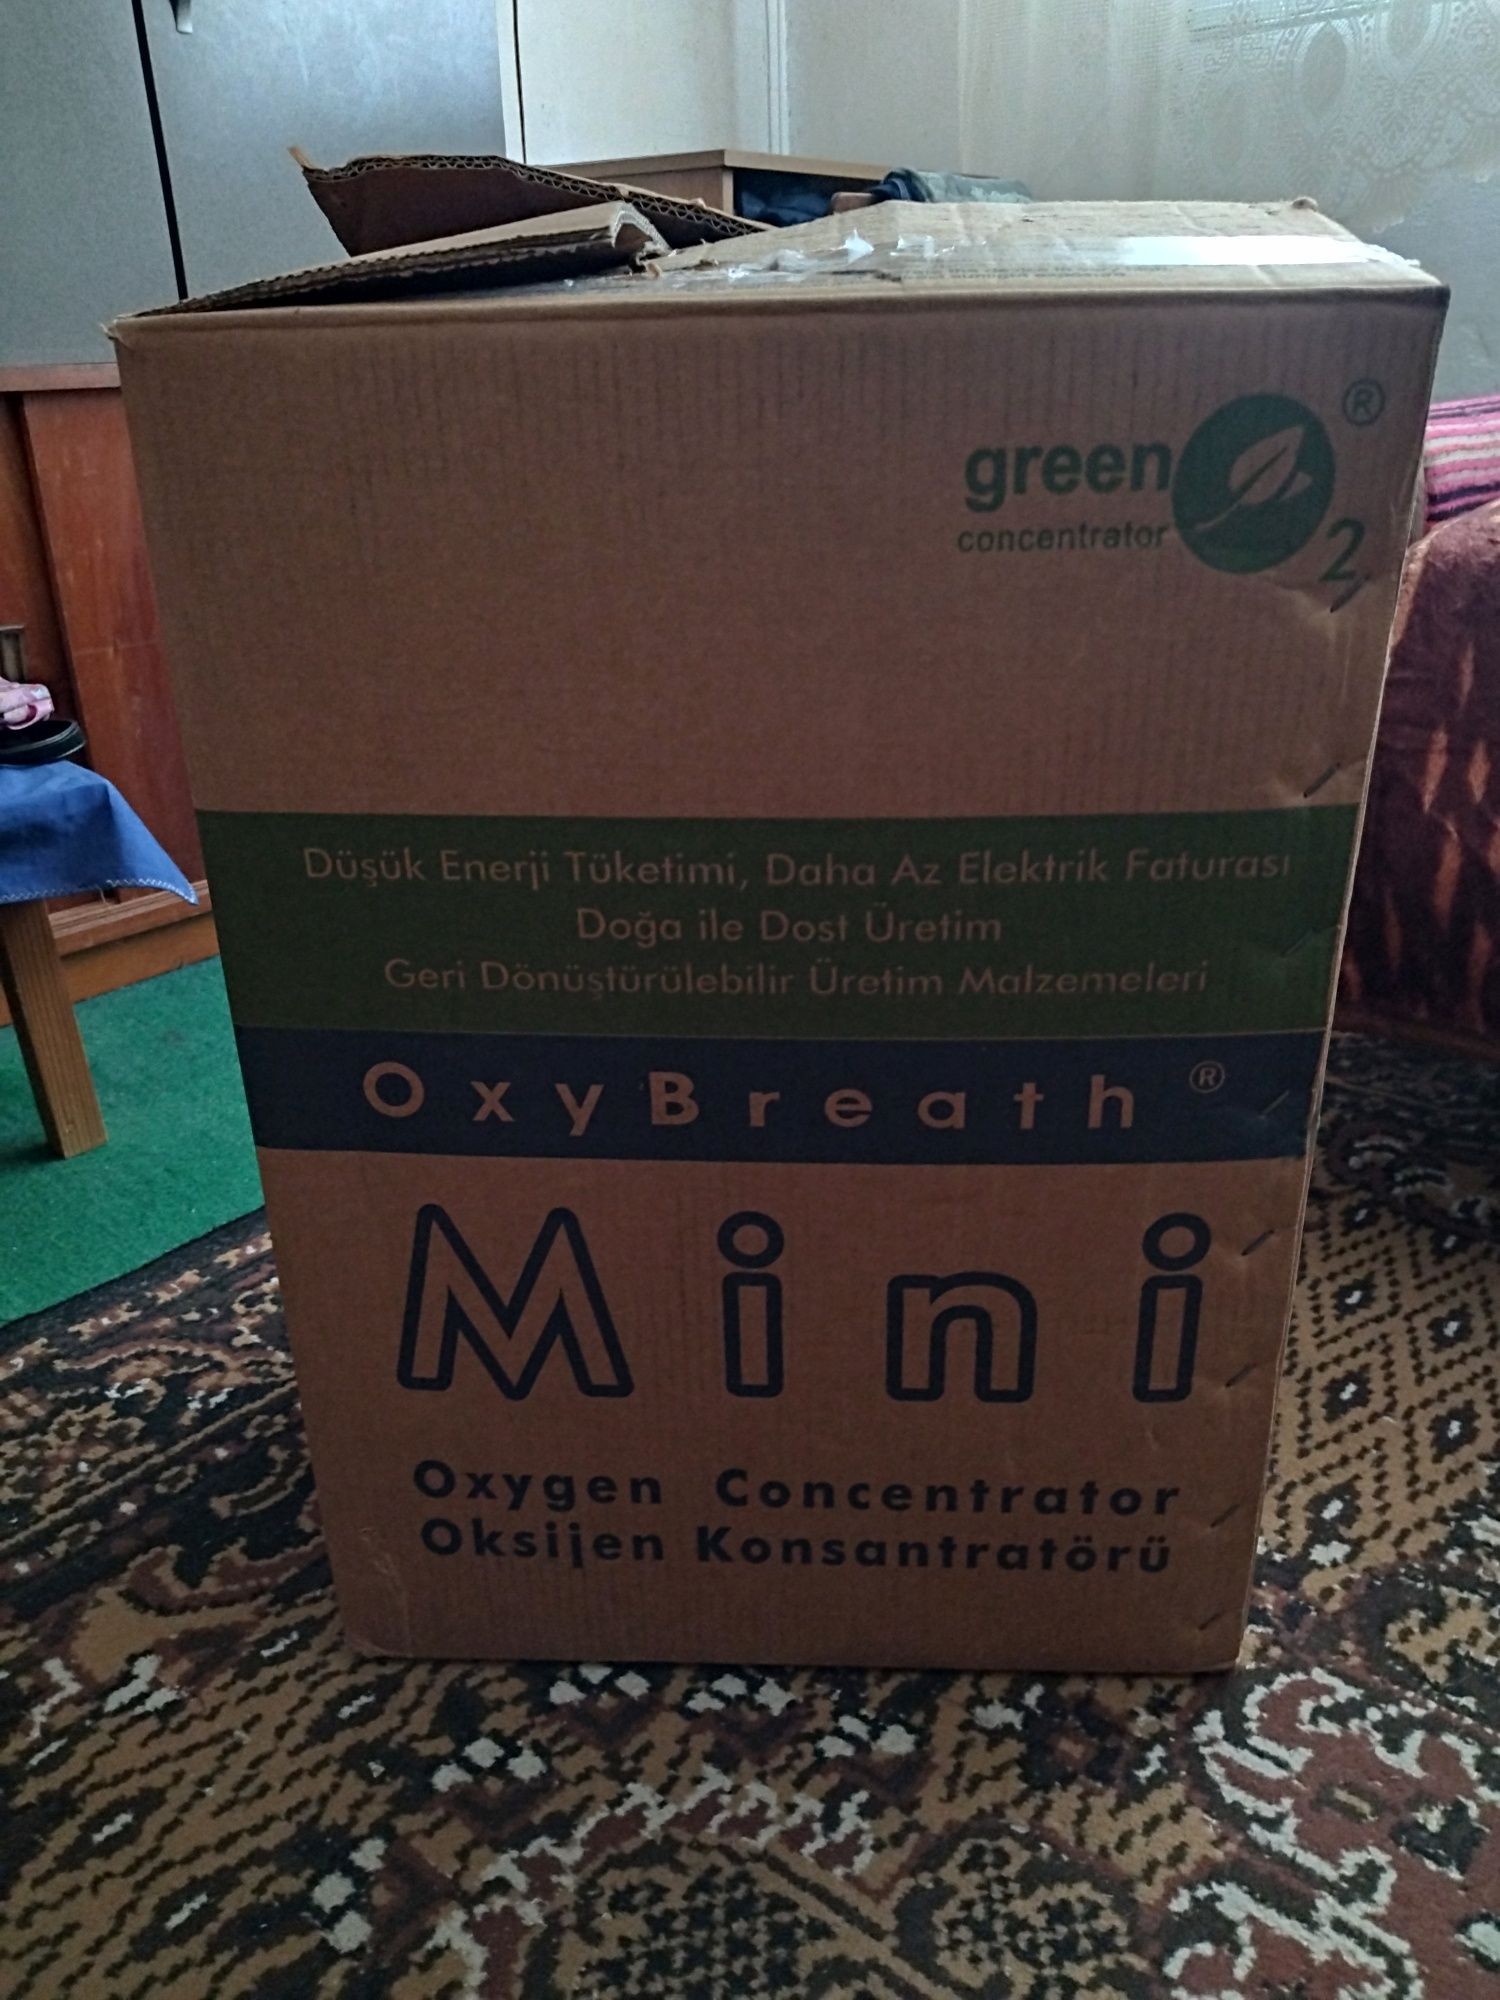 green
concentrator
2
®
Düşük Enerji Tüketimi, Daha Az Elektrik Faturası
Doğa ile Dost Üretim
Geri Dönüştürülebilir Üretim Malzemeleri
OxyBreath®
Mini
Oxygen Concentrator
Oksijen Konsantratörü